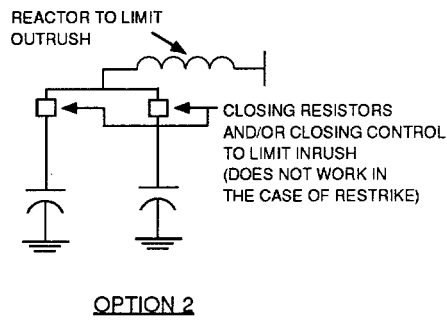 REACTOR TO LIMIT
OUTRUSH
CLOSING RESISTORS
AND/OR CLOSING CONTROL
TO LIMIT INRUSH
(DOES NOT WORK IN
THE CASE OF RESTRIKE)
OPTION 2